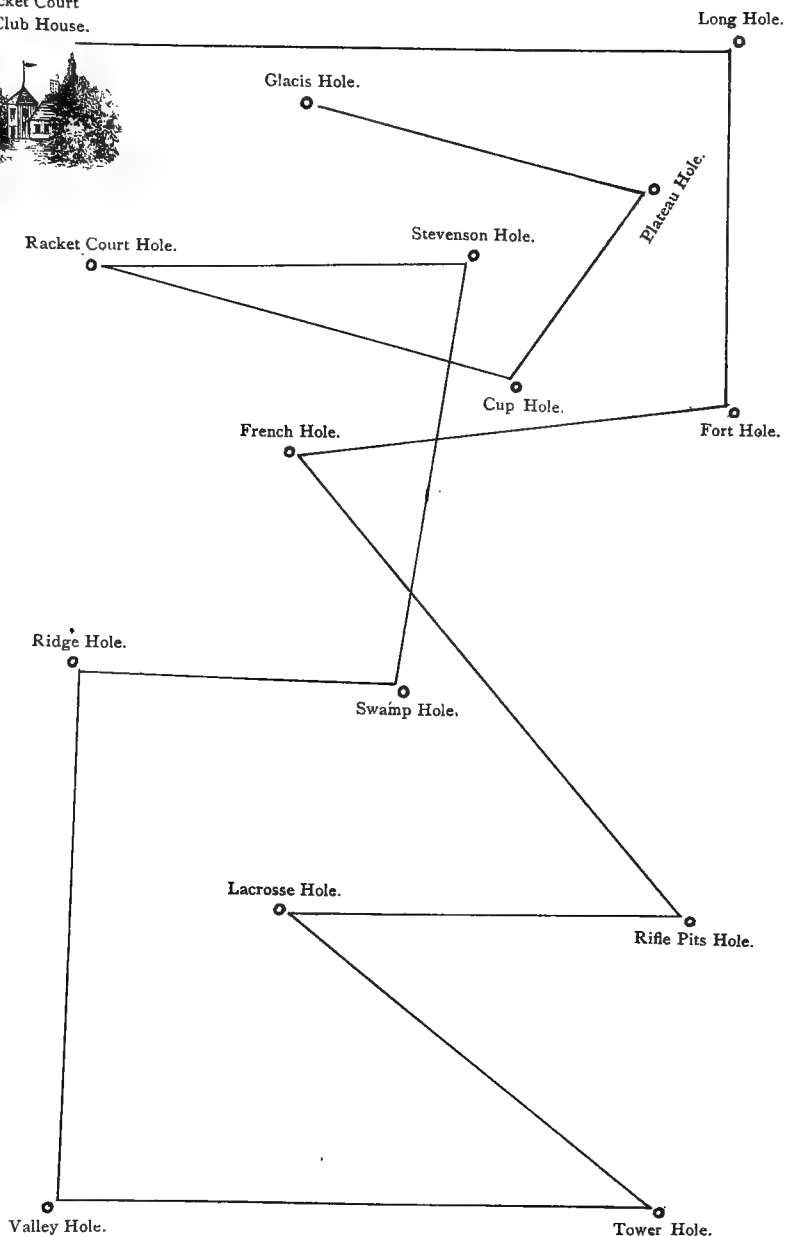 Court
Club House.
Long Hole.
Glacis Hole.
Plateau Hole.
Racket Court Hole.
Stevenson Hole.
Cup Hole.
French Hole.
Fort Hole.
Ridge Hole.
Swamp Hole.
Lacrosse Hole.
Rifle Pits Hole.
Valley Hole.
Tower Hole.